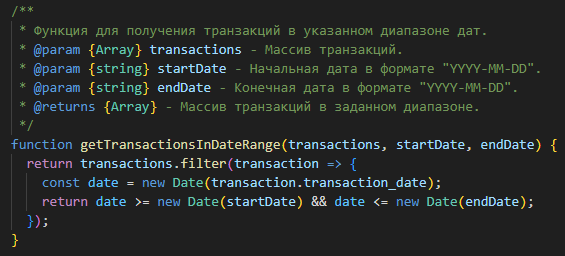 /**
 * Функция для получения транзакций в указанном диапазоне дат.
 * @param {Array} transactions - Массив транзакций.
 * @param {string} startDate - Начальная дата в формате "YYYY-MM-DD".
 * @param {string} endDate - Конечная дата в формате "YYYY-MM-DD".
 * @returns {Array} - Массив транзакций в заданном диапазоне.
 */
function getTransactionsInDateRange(transactions, startDate, endDate) {
  return transactions.filter(transaction => {
    const date = new Date(transaction.transaction_date);
    return date >= new Date(startDate) && date <= new Date(endDate);
  });
}